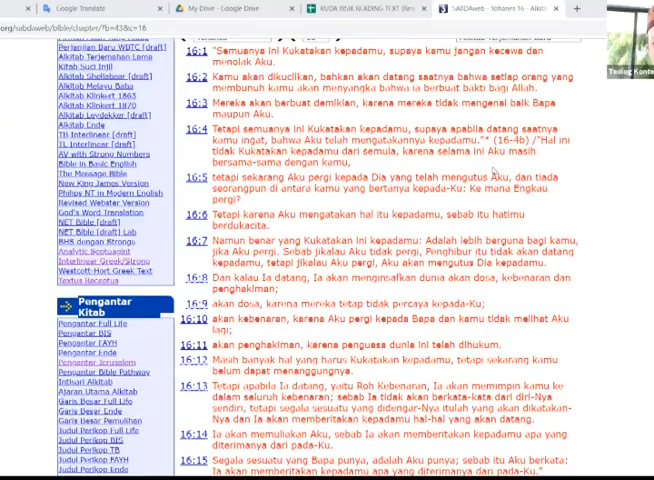 Google Translate
My Drive - Google Drive
SABDAweb - Yohanes 16 - Alkit
.org/sabdaweb/bible/chapter/?b=43&c=16
Teolog Konte
Perjanjian Baru WBTC [draft]
Alkitab Terjemahan Lama
Kitab Suci Injil
Alkitab Shellabear [draft]
Alkitab Melayu Baba
Alkitab Klinkert 1863
Alkitab Klinkert 1870
Alkitab Leydekker [draft]
Alkitab Ende
TB Interlinear [draft]
TL Interlinear [draft]
AV with Strong Numbers
Bible in Basic English
The Message Bible
New King James Version
Philips NT in Modern English
Revised Webster Version
God's Word Translation
NET Bible [draft]
NET Bible [draft] Lab
BHS dengan Strongs
Analytic Septuagint
Interlinear Greek/Strong
Westcott-Hort Greek Text
Textus Receptus
Pengantar
Kitab
Pengantar Full Life
Pengantar BIS
Pengantar FAYH
Pengantar Ende
Pengantar Jerusalem
Pengantar Bible Pathway
Intisari Alkitab
Ajaran Utama Alkitab
Garis Besar Full Life
Garis Besar Ende
Garis Besar Pemulihan
Judul Perikop Full Life
Judul Perikop BIS
Judul Perikop TB
Judul Perikop FAYH
Judul Perikop Ende
16:1 "Semuanya ini Kukatakan kepadamu, supaya kamu jangan kecewa dan
menolak Aku.
16:2 Kamu akan dikucilkan, bahkan akan datang saatnya bahwa setiap orang yang
membunuh kamu akan menyangka bahwa ia berbuat bakti bagi Allah.
16:3 Mereka akan berbuat demikian, karena mereka tidak mengenal baik Bapa
maupun Aku.
16:4 Tetapi semuanya ini Kukatakan kepadamu, supaya apabila datang saatnya
kamu ingat, bahwa Aku telah mengatakannya kepadamu."* (16-4b) /"Hal ini
tidak Kukatakan kepadamu dari semula, karena selama ini Aku masih
bersama-sama dengan kamu,
16:5 tetapi sekarang Aku pergi kepada Dia yang telah mengutus Aku, dan tiada
seorangpun di antara kamu yang bertanya kepada-Ku: Ke mana Engkau
pergi?
16:6 Tetapi karena Aku mengatakan hal itu kepadamu, sebab itu hatimu
berdukacita.
16:7 Namun benar yang Kukatakan ini kepadamu: Adalah lebih berguna bagi kamu,
jika Aku pergi. Sebab jikalau Aku tidak pergi, Penghibur itu tidak akan datang
kepadamu, tetapi jikalau Aku pergi, Aku akan mengutus Dia kepadamu.
16:8 Dan kalau Ia datang, Ia akan menginsafkan dunia akan dosa, kebenaran dan
penghakiman;
16:9 akan dosa, karena mereka tetap tidak percaya kepada-Ku;
16:10 akan kebenaran, karena Aku pergi kepada Bapa dan kamu tidak melihat Aku
lagi;
16:11 akan penghakiman, karena penguasa dunia ini telah dihukum.
16:12 Masih banyak hal yang harus Kukatakan kepadamu, tetapi sekarang kamu
belum dapat menanggungnya.
16:13 Tetapi apabila Ia datang, yaitu Roh Kebenaran, Ia akan memimpin kamu ke
dalam seluruh kebenaran; sebab Ia tidak akan berkata-kata dari diri-Nya
sendiri, tetapi segala sesuatu yang didengar-Nya itulah yang akan dikatakan-
Nya dan Ia akan memberitakan kepadamu hal-hal yang akan datang.
16:14 Ia akan memuliakan Aku, sebab Ia akan memberitakan kepadamu apa yang
diterimanya dari pada-Ku.
16:15 Segala sesuatu yang Bapa punya, adalah Aku punya; sebab itu Aku berkata:
Ia akan memberitakan kepadamu apa yang diterimanya dari pada-Ku."